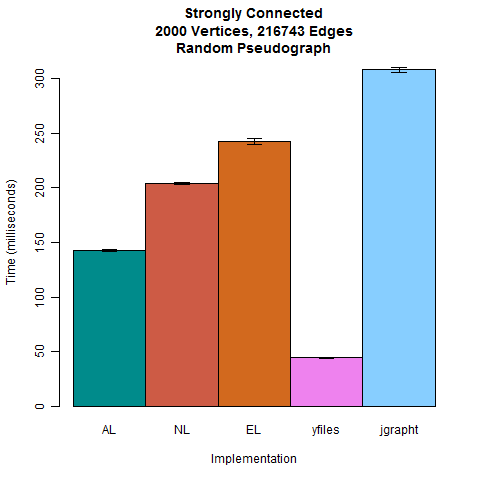 Strongly Connected
2000 Vertices, 216743 Edges
Random Pseudograph
Time (milliseconds)
300
250
200
150
100
50
0
AL NL EL yfiles jgrapht
Implementation